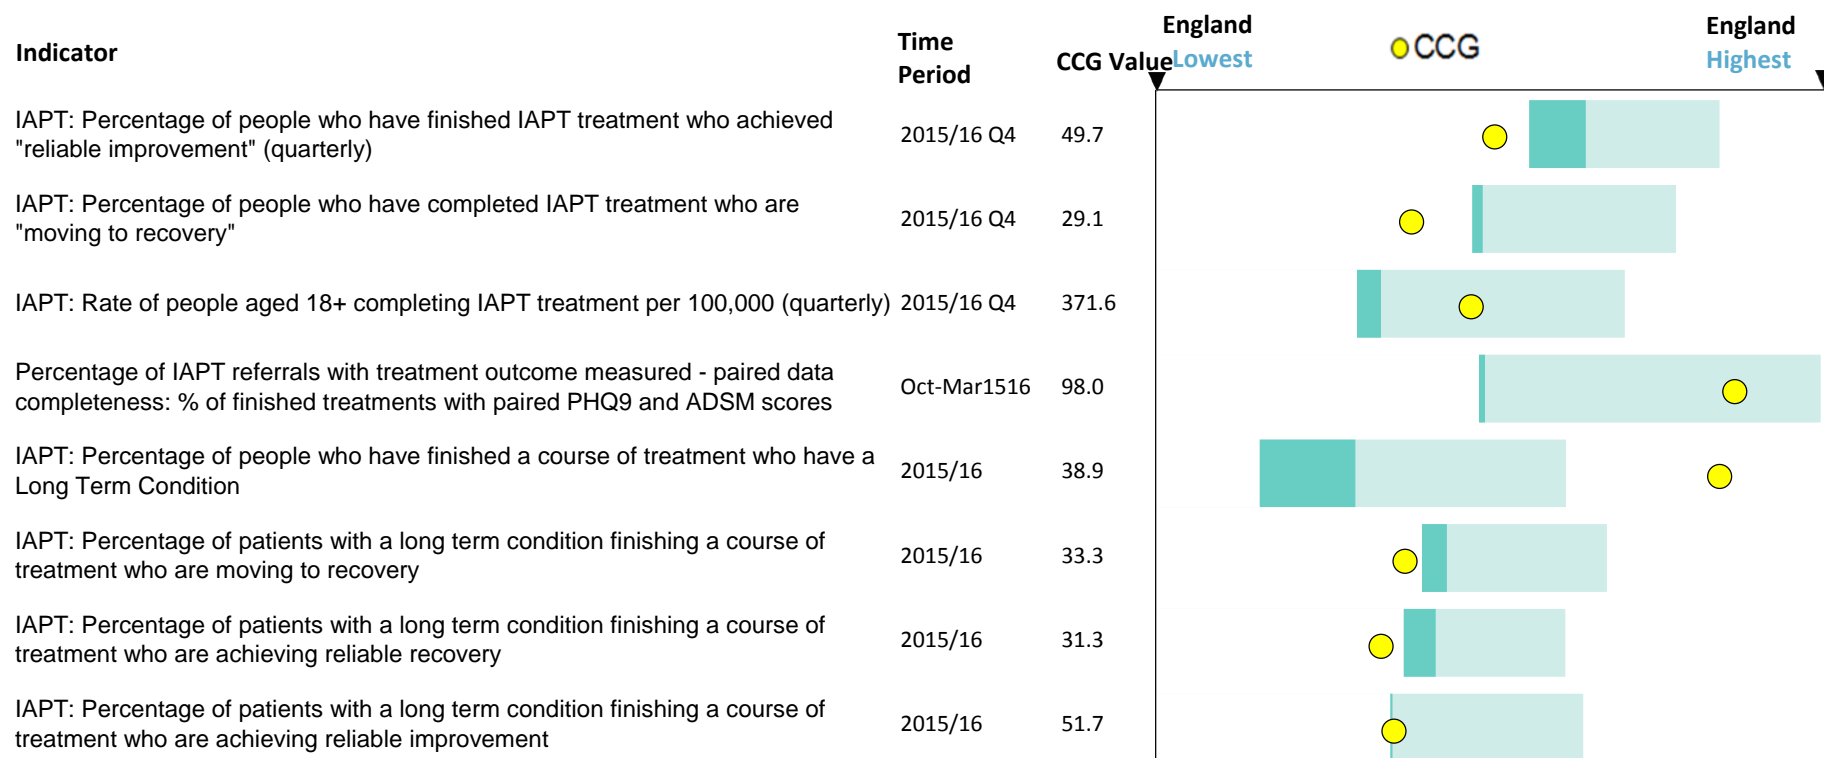 Indicator
Time
Period
CCG Value
England
Lowest
CCG
England
Highest
IAPT: Percentage of people who have finished IAPT treatment who achieved
"reliable improvement" (quarterly)
2015/16 Q4
49.7
IAPT: Percentage of people who have completed IAPT treatment who are
"moving to recovery"
2015/16 Q4
29.1
IAPT: Rate of people aged 18+ completing IAPT treatment per 100,000 (quarterly)
2015/16 Q4
371.6
Percentage of IAPT referrals with treatment outcome measured - paired data
completeness: % of finished treatments with paired PHQ9 and ADSM scores
Oct-Mar1516
98.0
IAPT: Percentage of people who have finished a course of treatment who have a
Long Term Condition
2015/16
38.9
IAPT: Percentage of patients with a long term condition finishing a course of
treatment who are moving to recovery
2015/16
33.3
IAPT: Percentage of patients with a long term condition finishing a course of
treatment who are achieving reliable recovery
2015/16
31.3
IAPT: Percentage of patients with a long term condition finishing a course of
treatment who are achieving reliable improvement
2015/16
51.7